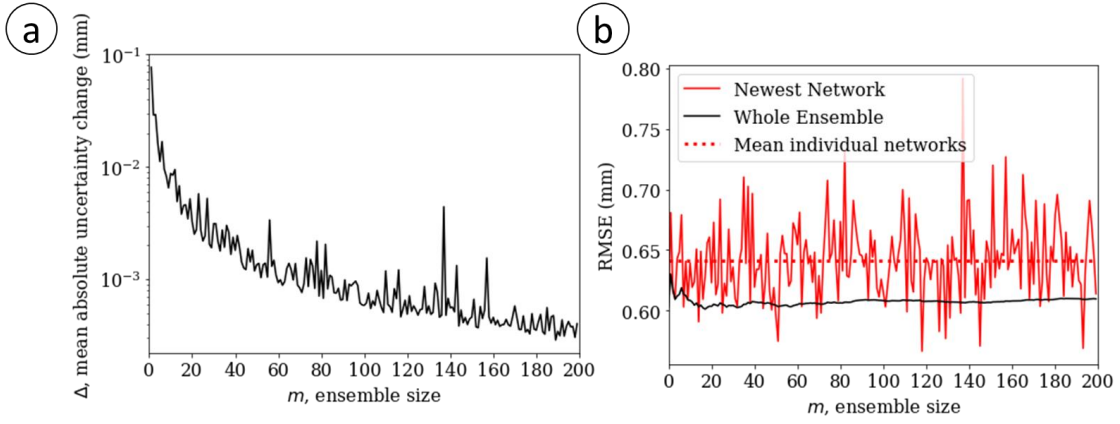 a
Δ, mean absolute uncertainty change (mm)
10⁻¹
10⁻²
10⁻³
0 20 40 60 80 100 120 140 160 180 200
m, ensemble size
b
RMSE (mm)
0.80
0.75
0.70
0.65
0.60
Newest Network
Whole Ensemble
Mean individual networks
0 20 40 60 80 100 120 140 160 180 200
m, ensemble size